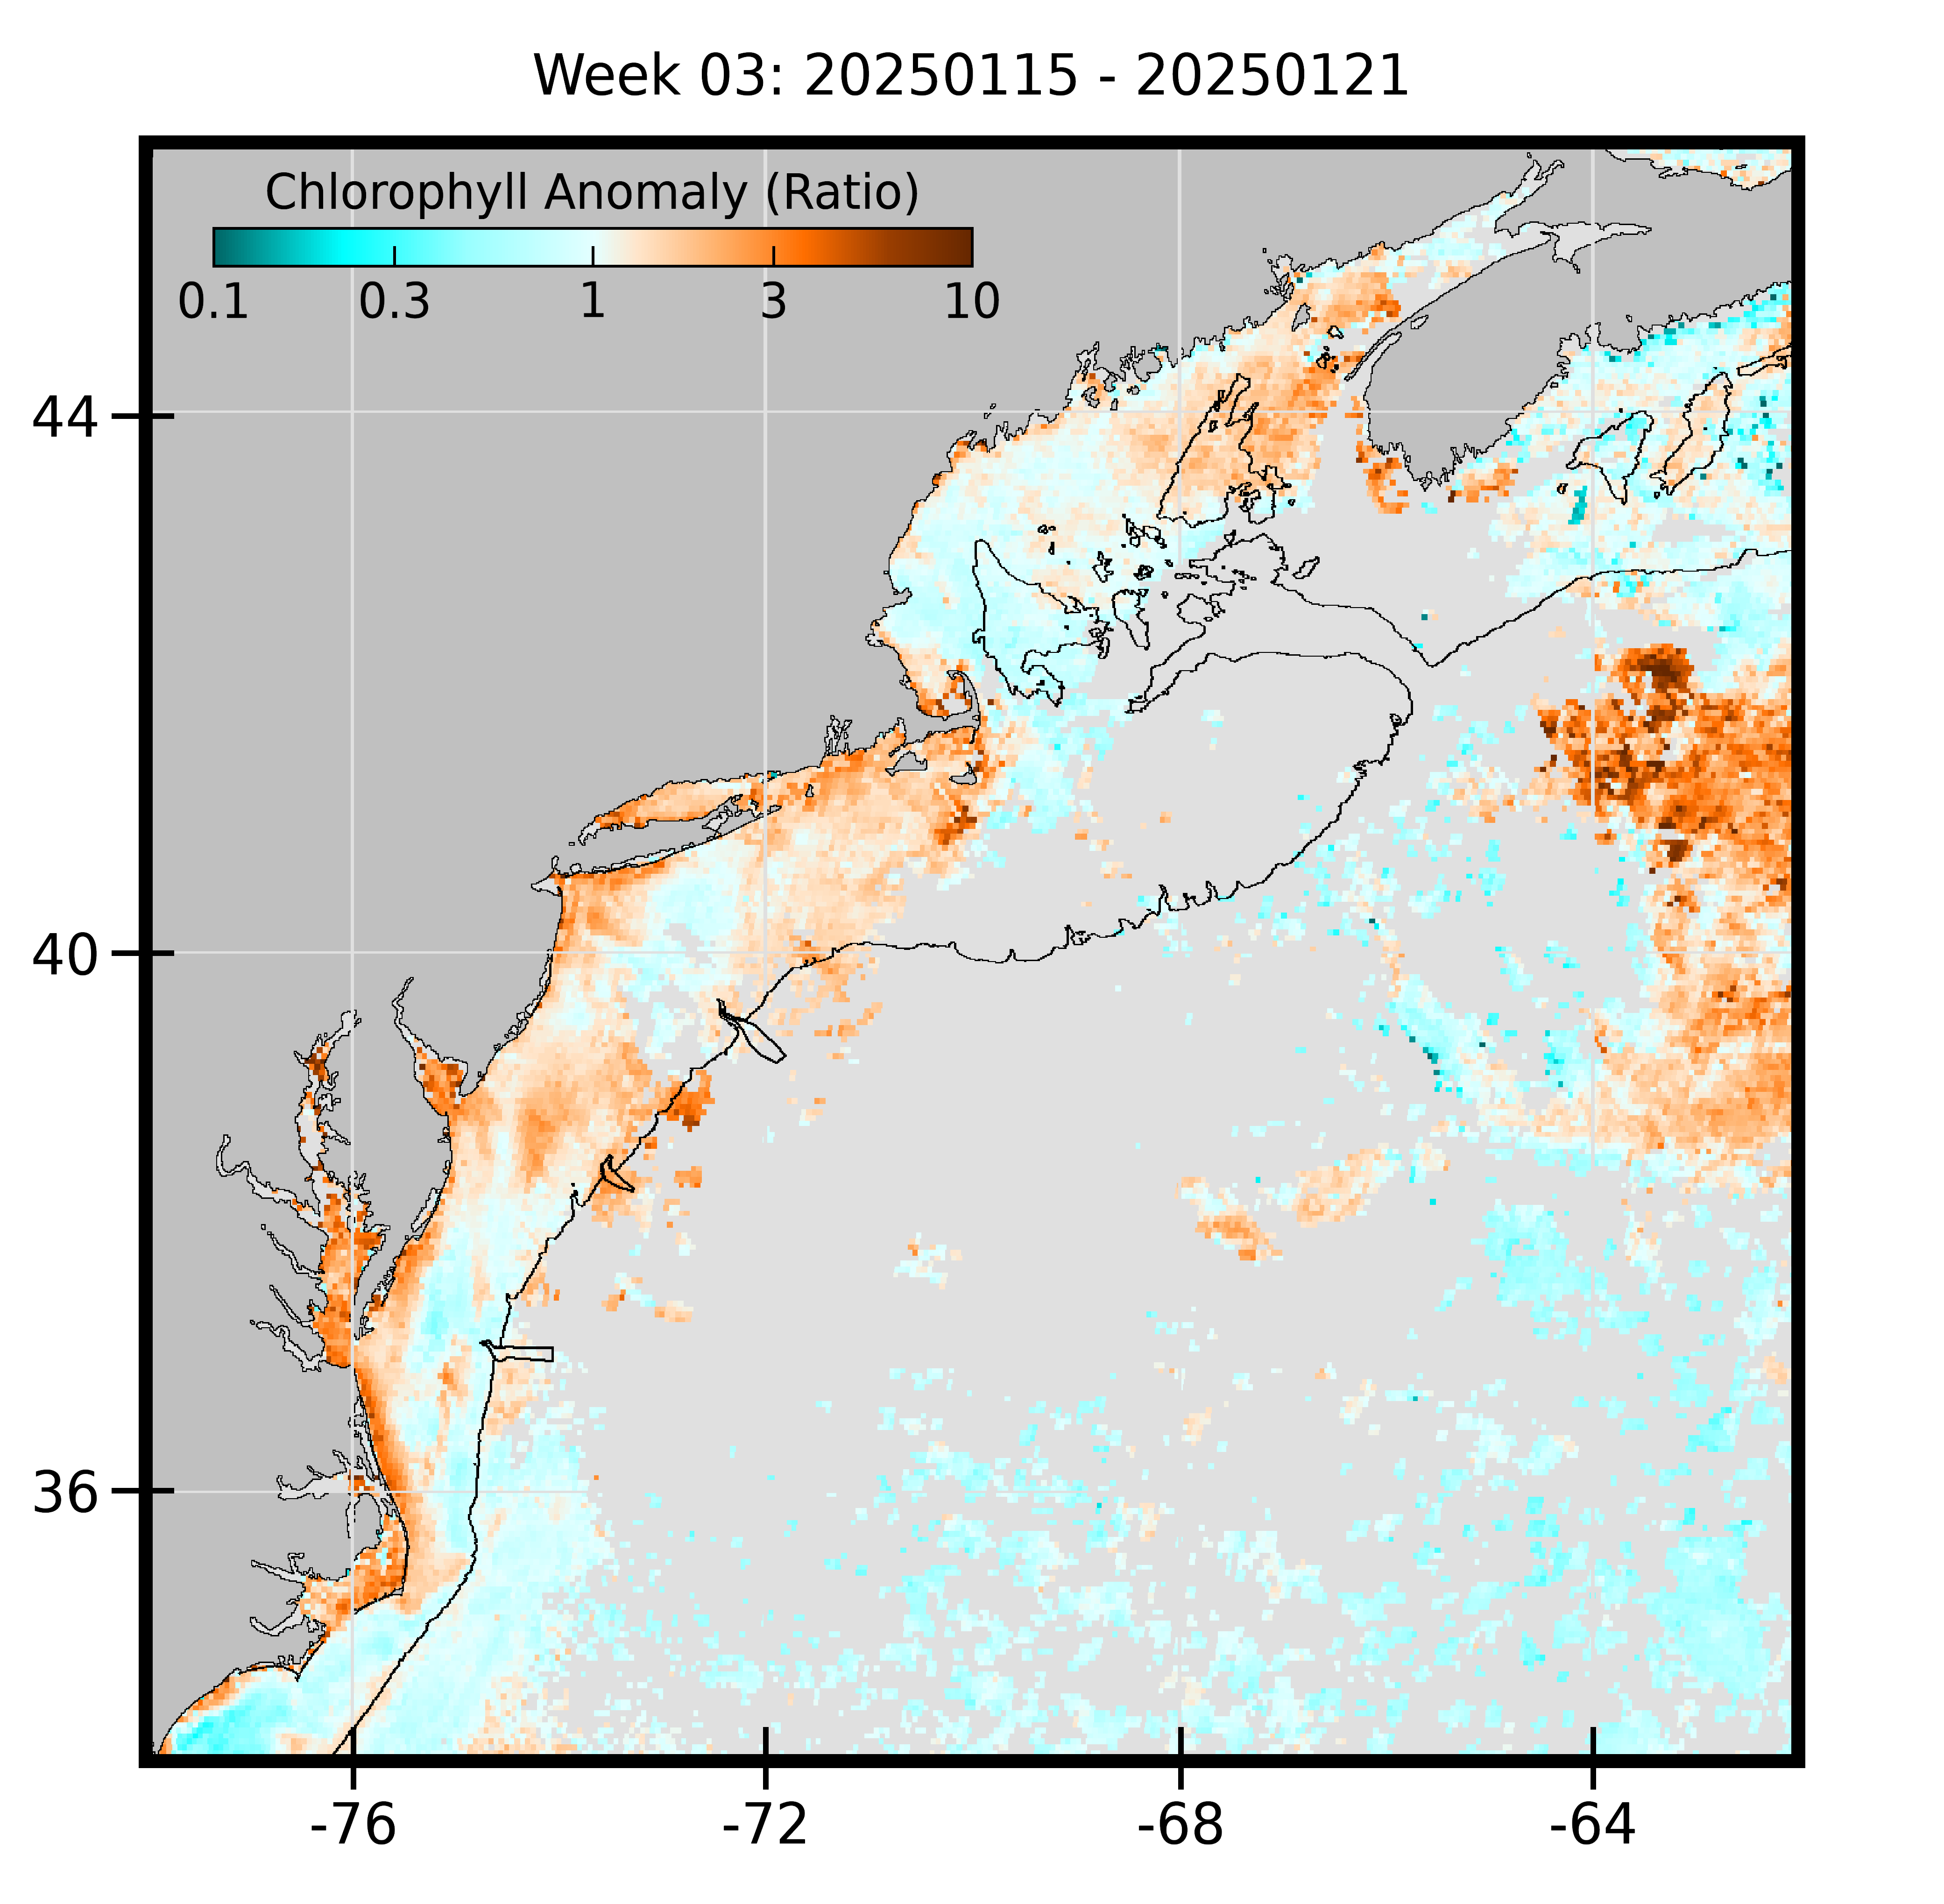 Week 03: 20250115 - 20250121
Chlorophyll Anomaly (Ratio)
0.1 0.3 1 3 10
44
40
36
-76 -72 -68 -64